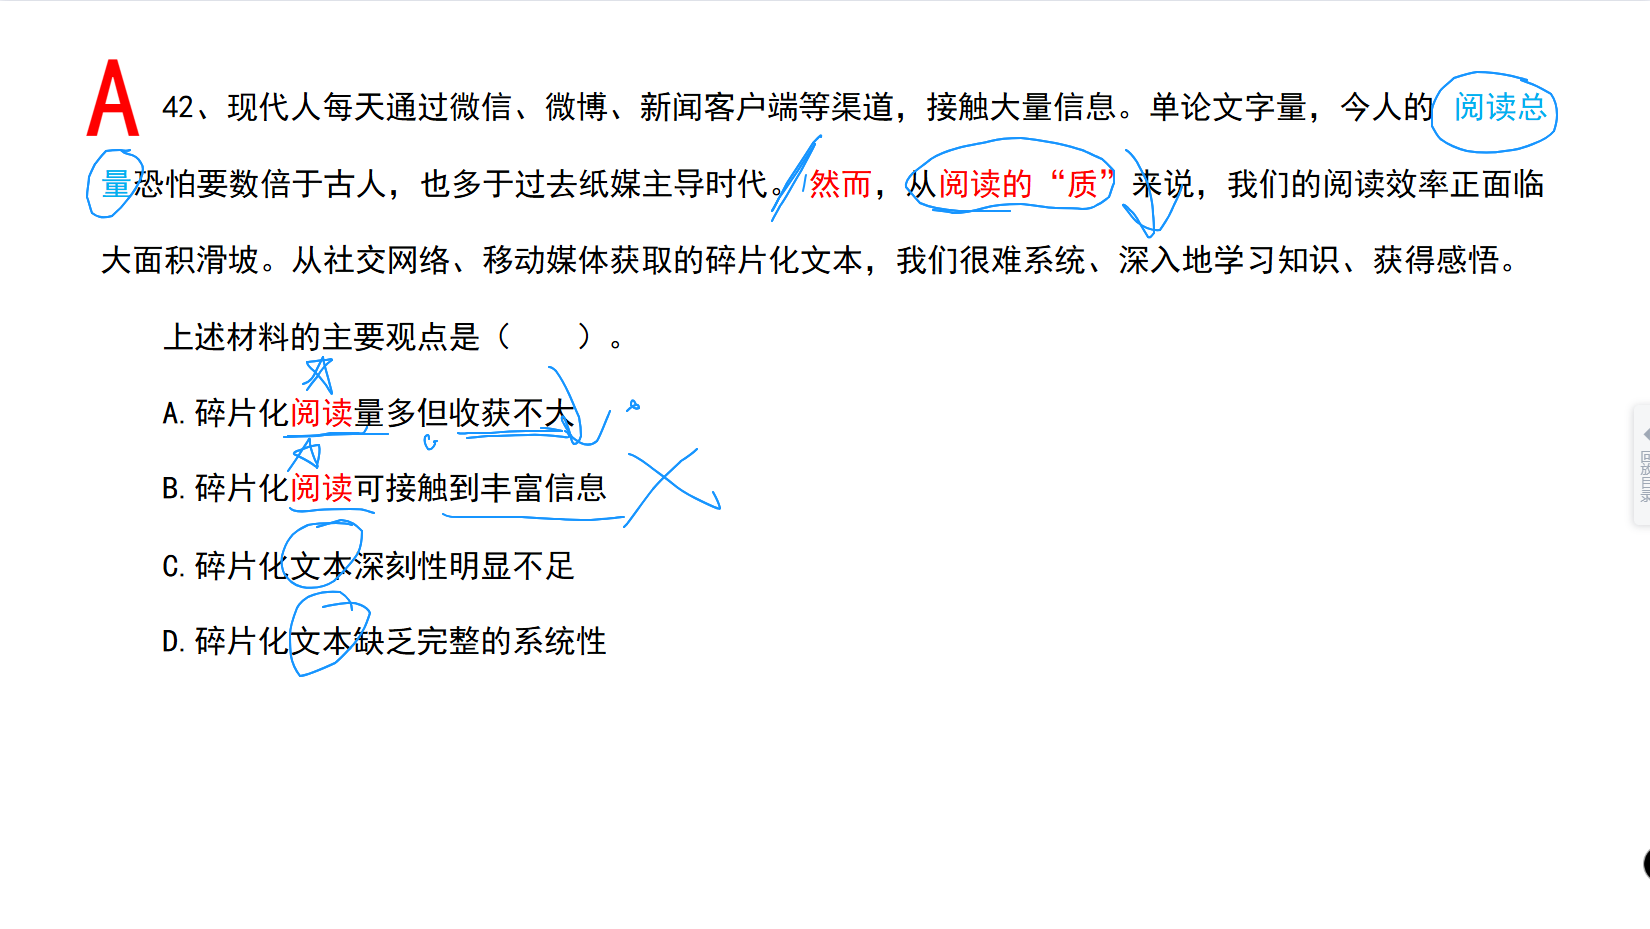 A
42、现代人每天通过微信、微博、新闻客户端等渠道，接触大量信息。单论文字量，今人的 阅读总
量恐怕要数倍于古人，也多于过去纸媒主导时代。然而，从阅读的“质”来说，我们的阅读效率正面临
大面积滑坡。从社交网络、移动媒体获取的碎片化文本，我们很难系统、深入地学习知识、获得感悟。
上述材料的主要观点是（　　）。
A. 碎片化阅读量多但收获不大
B. 碎片化阅读可接触到丰富信息
C. 碎片化文本深刻性明显不足
D. 碎片化文本缺乏完整的系统性
回放目录